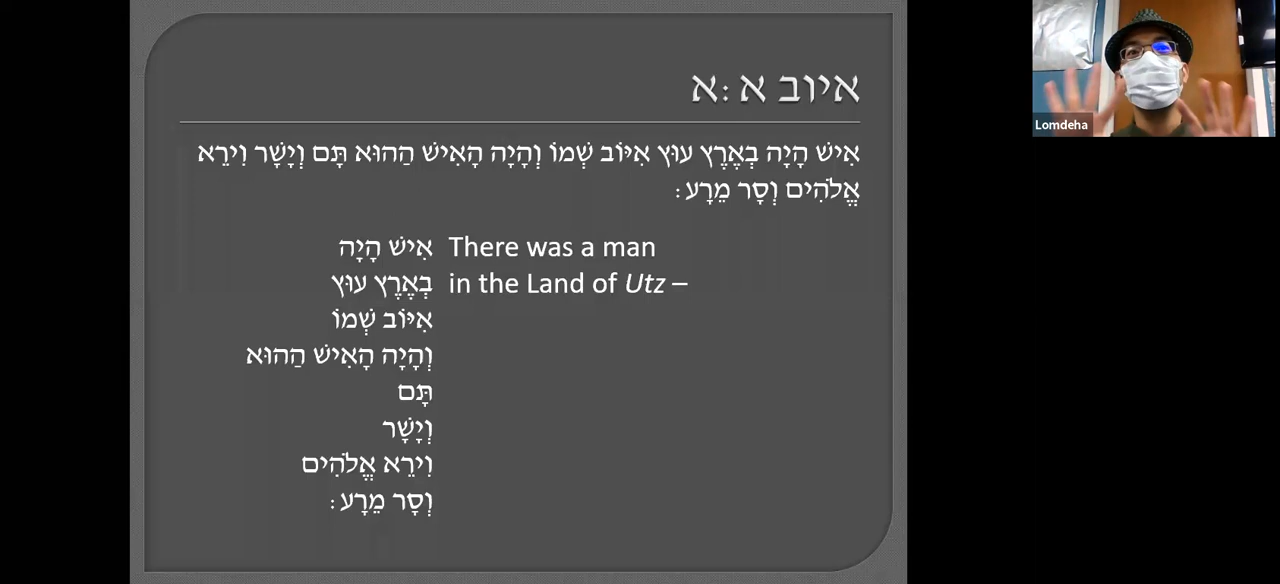 איוב א:א
אִישׁ הָיָה בְאֶרֶץ עוּץ אִיּוֹב שְׁמוֹ וְהָיָה הָאִישׁ הַהוּא תָּם וְיָשָׁר וִירֵא
אֱלֹהִים וְסָר מֵרָע:
אִישׁ הָיָה There was a man
בְאֶרֶץ עוּץ in the Land of Utz –
אִיּוֹב שְׁמוֹ
וְהָיָה הָאִישׁ הַהוּא
תָּם
וְיָשָׁר
וִירֵא אֱלֹהִים
וְסָר מֵרָע:
Lomdeha